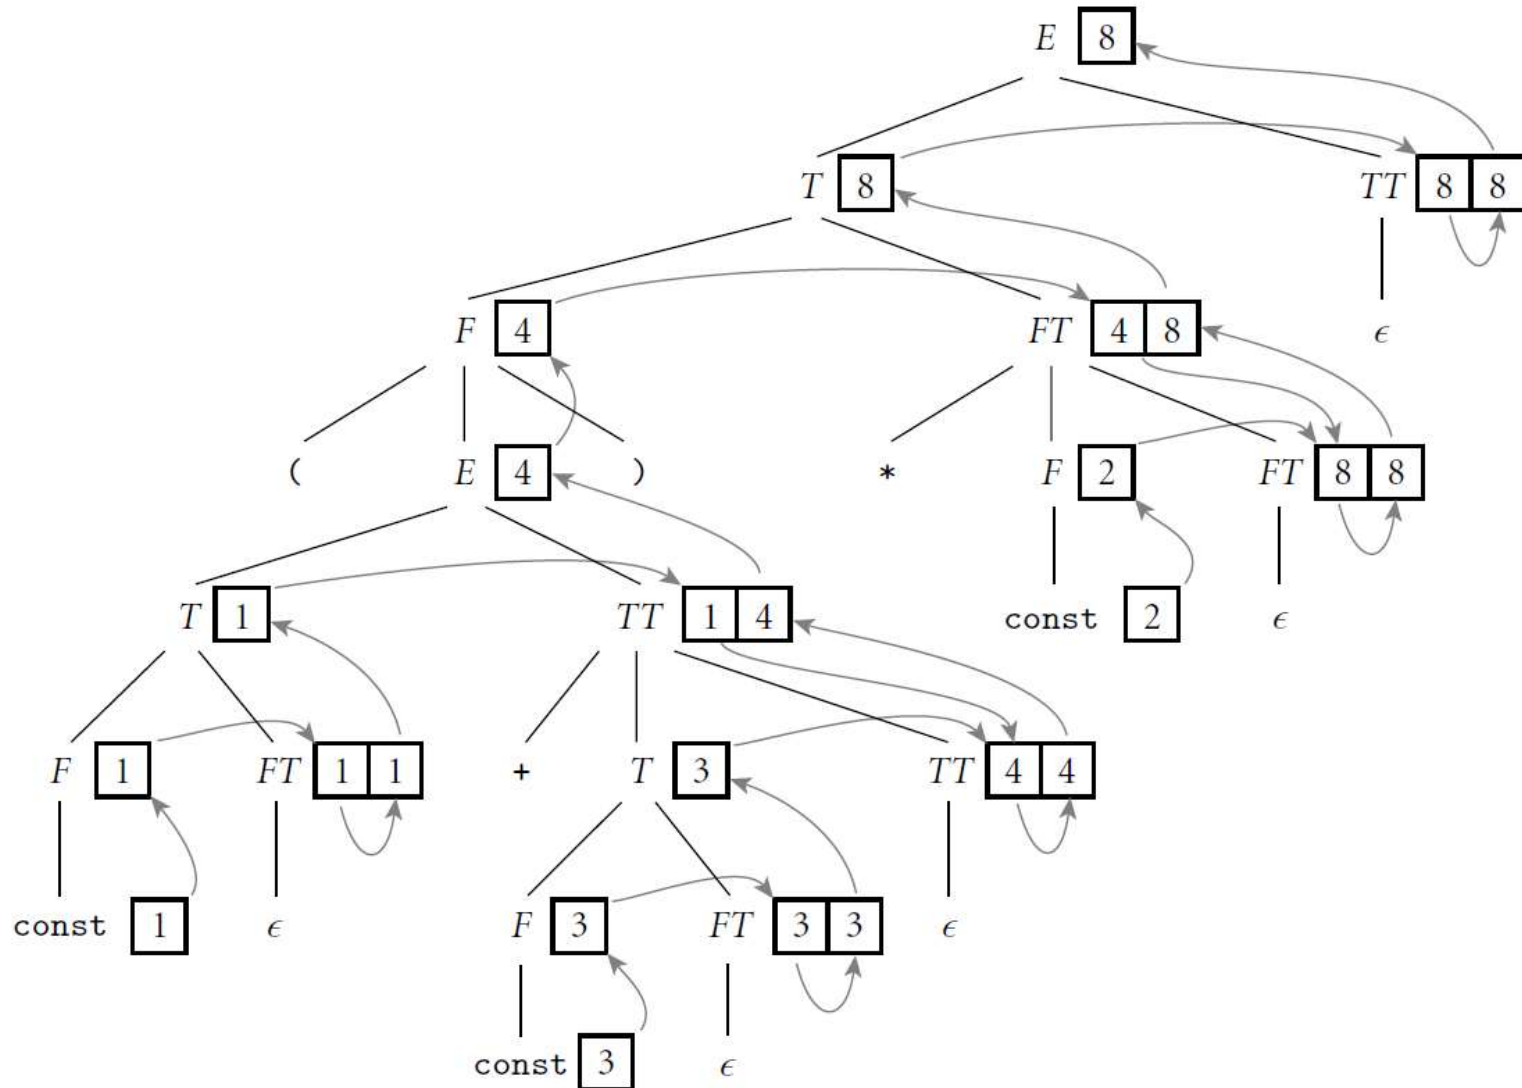 E 8
T 8 TT 8 8
F 4 FT 4 8 ϵ
( E 4 ) * F 2 FT 8 8
T 1 TT 1 4 const 2 ϵ
F 1 FT 1 1 + T 3 TT 4 4
const 1 ϵ F 3 FT 3 3 ϵ
const 3 ϵ